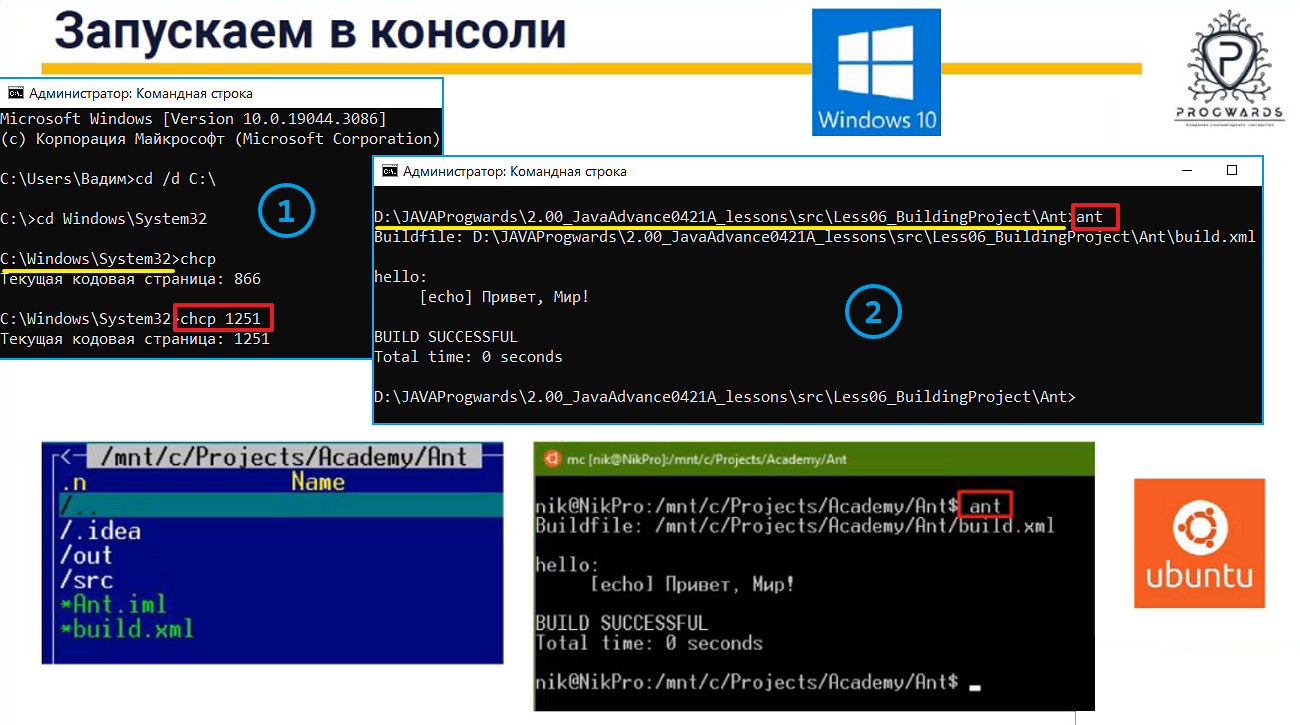 Запускаем в консоли
Windows 10
PROGWARDS
Администратор: Командная строка
Microsoft Windows [Version 10.0.19044.3086]
(c) Корпорация Майкрософт (Microsoft Corporation)
C:\Users\Вадим>cd /d C:\
C:\>cd Windows\System32
C:\Windows\System32>chcp
Текущая кодовая страница: 866
C:\Windows\System32>chcp 1251
Текущая кодовая страница: 1251
1
Администратор: Командная строка
D:\JAVAProgwards\2.00_JavaAdvance0421A_lessons\src\Less06_BuildingProject\Ant>ant
Buildfile: D:\JAVAProgwards\2.00_JavaAdvance0421A_lessons\src\Less06_BuildingProject\Ant\build.xml
hello:
[echo] Привет, Мир!
BUILD SUCCESSFUL
Total time: 0 seconds
D:\JAVAProgwards\2.00_JavaAdvance0421A_lessons\src\Less06_BuildingProject\Ant>
2
<─ /mnt/c/Projects/Academy/Ant
.n Name
/..
/.idea
/out
/src
*Ant.iml
*build.xml
mc [nik@NikPro]:/mnt/c/Projects/Academy/Ant
nik@NikPro:/mnt/c/Projects/Academy/Ant$ ant
Buildfile: /mnt/c/Projects/Academy/Ant/build.xml
hello:
[echo] Привет, Мир!
BUILD SUCCESSFUL
Total time: 0 seconds
nik@NikPro:/mnt/c/Projects/Academy/Ant$
ubuntu